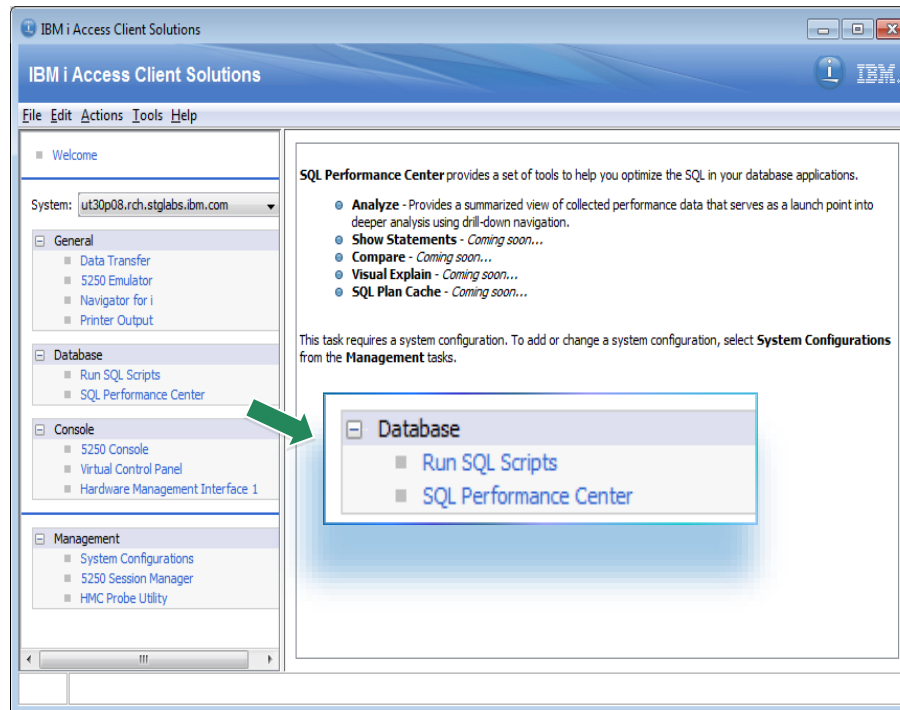 IBM i Access Client Solutions
IBM i Access Client Solutions
i IBM.
File Edit Actions Tools Help
Welcome
System: ut30p08.rch.stglabs.ibm.com
General
Data Transfer
5250 Emulator
Navigator for i
Printer Output
Database
Run SQL Scripts
SQL Performance Center
Console
5250 Console
Virtual Control Panel
Hardware Management Interface 1
Management
System Configurations
5250 Session Manager
HMC Probe Utility
SQL Performance Center provides a set of tools to help you optimize the SQL in your database applications.
Analyze - Provides a summarized view of collected performance data that serves as a launch point into
deeper analysis using drill-down navigation.
Show Statements - Coming soon...
Compare - Coming soon...
Visual Explain - Coming soon...
SQL Plan Cache - Coming soon...
This task requires a system configuration. To add or change a system configuration, select System Configurations
from the Management tasks.
Database
Run SQL Scripts
SQL Performance Center